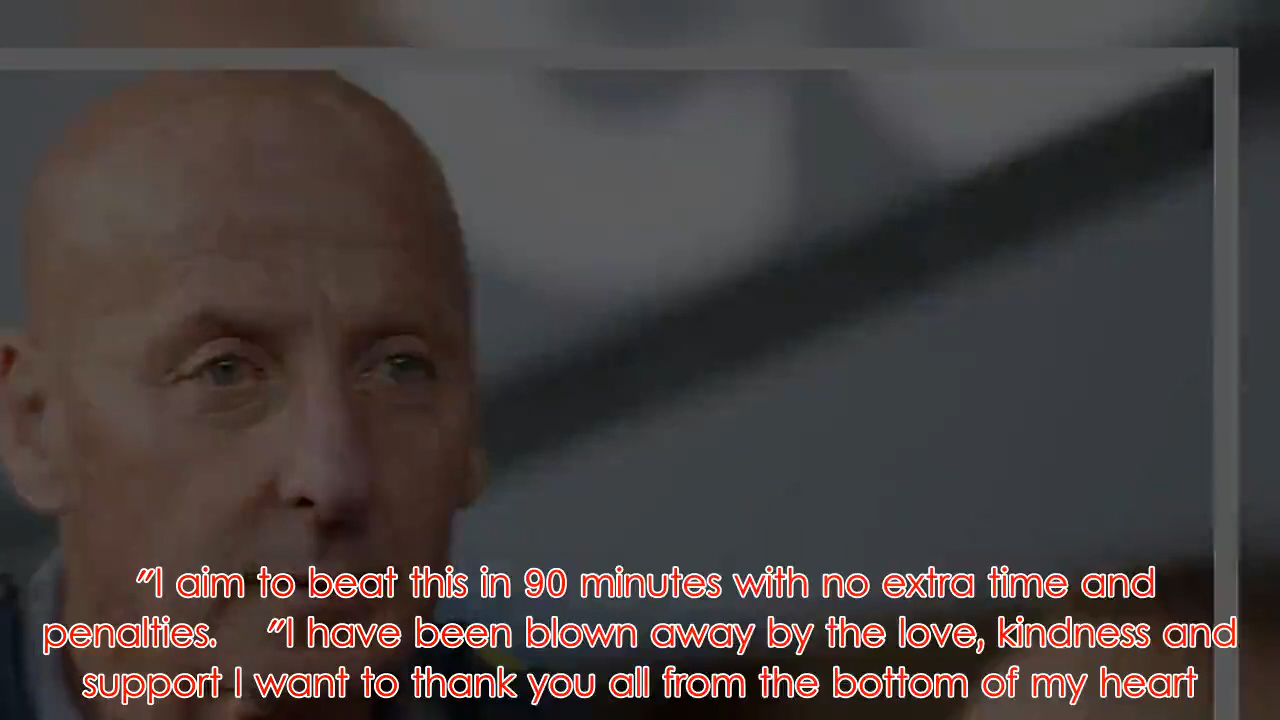 "I aim to beat this in 90 minutes with no extra time and
penalties. "I have been blown away by the love, kindness and
support I want to thank you all from the bottom of my heart